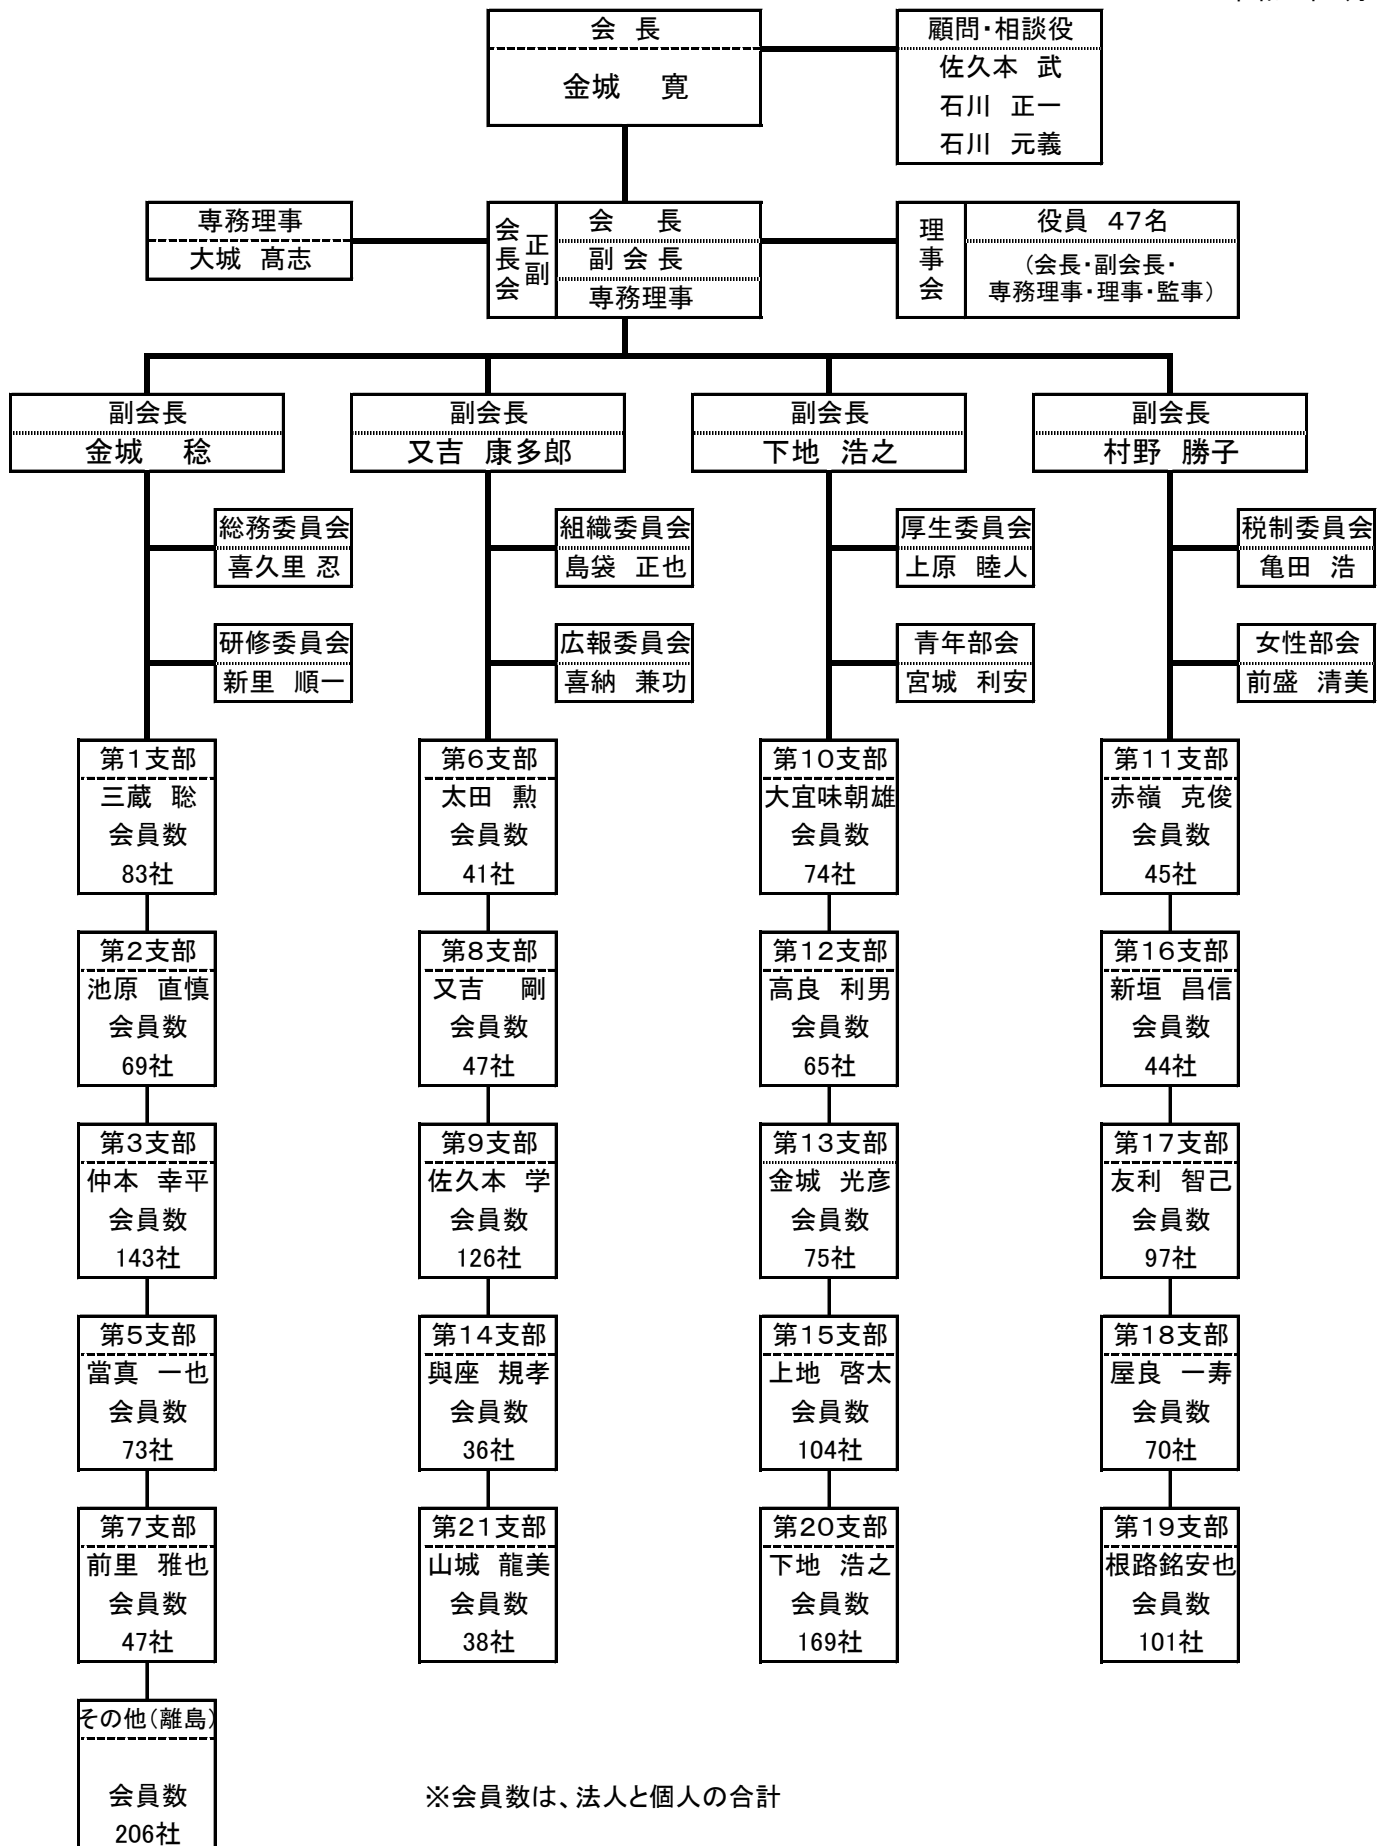 会 長
金城 寛
顧問・相談役
佐久本 武
石川 正一
石川 元義
専務理事
大城 髙志
正副会長会
会 長
副 会 長
専務理事
理事会
役員 47名
（会長・副会長・
専務理事・理事・監事）
副会長
金城 稔
副会長
又吉 康多郎
副会長
下地 浩之
副会長
村野 勝子
総務委員会
喜久里 忍
組織委員会
島袋 正也
厚生委員会
上原 睦人
税制委員会
亀田 浩
研修委員会
新里 順一
広報委員会
喜納 兼功
青年部会
宮城 利安
女性部会
前盛 清美
第1支部
三蔵 聡
会員数
83社
第6支部
太田 勲
会員数
41社
第10支部
大宜味朝雄
会員数
74社
第11支部
赤嶺 克俊
会員数
45社
第2支部
池原 直慎
会員数
69社
第8支部
又吉 剛
会員数
47社
第12支部
高良 利男
会員数
65社
第16支部
新垣 昌信
会員数
44社
第3支部
仲本 幸平
会員数
143社
第9支部
佐久本 学
会員数
126社
第13支部
金城 光彦
会員数
75社
第17支部
友利 智己
会員数
97社
第5支部
當真 一也
会員数
73社
第14支部
與座 規孝
会員数
36社
第15支部
上地 啓太
会員数
104社
第18支部
屋良 一寿
会員数
70社
第7支部
前里 雅也
会員数
47社
第21支部
山城 龍美
会員数
38社
第20支部
下地 浩之
会員数
169社
第19支部
根路銘安也
会員数
101社
その他（離島）
会員数
206社
※会員数は、法人と個人の合計